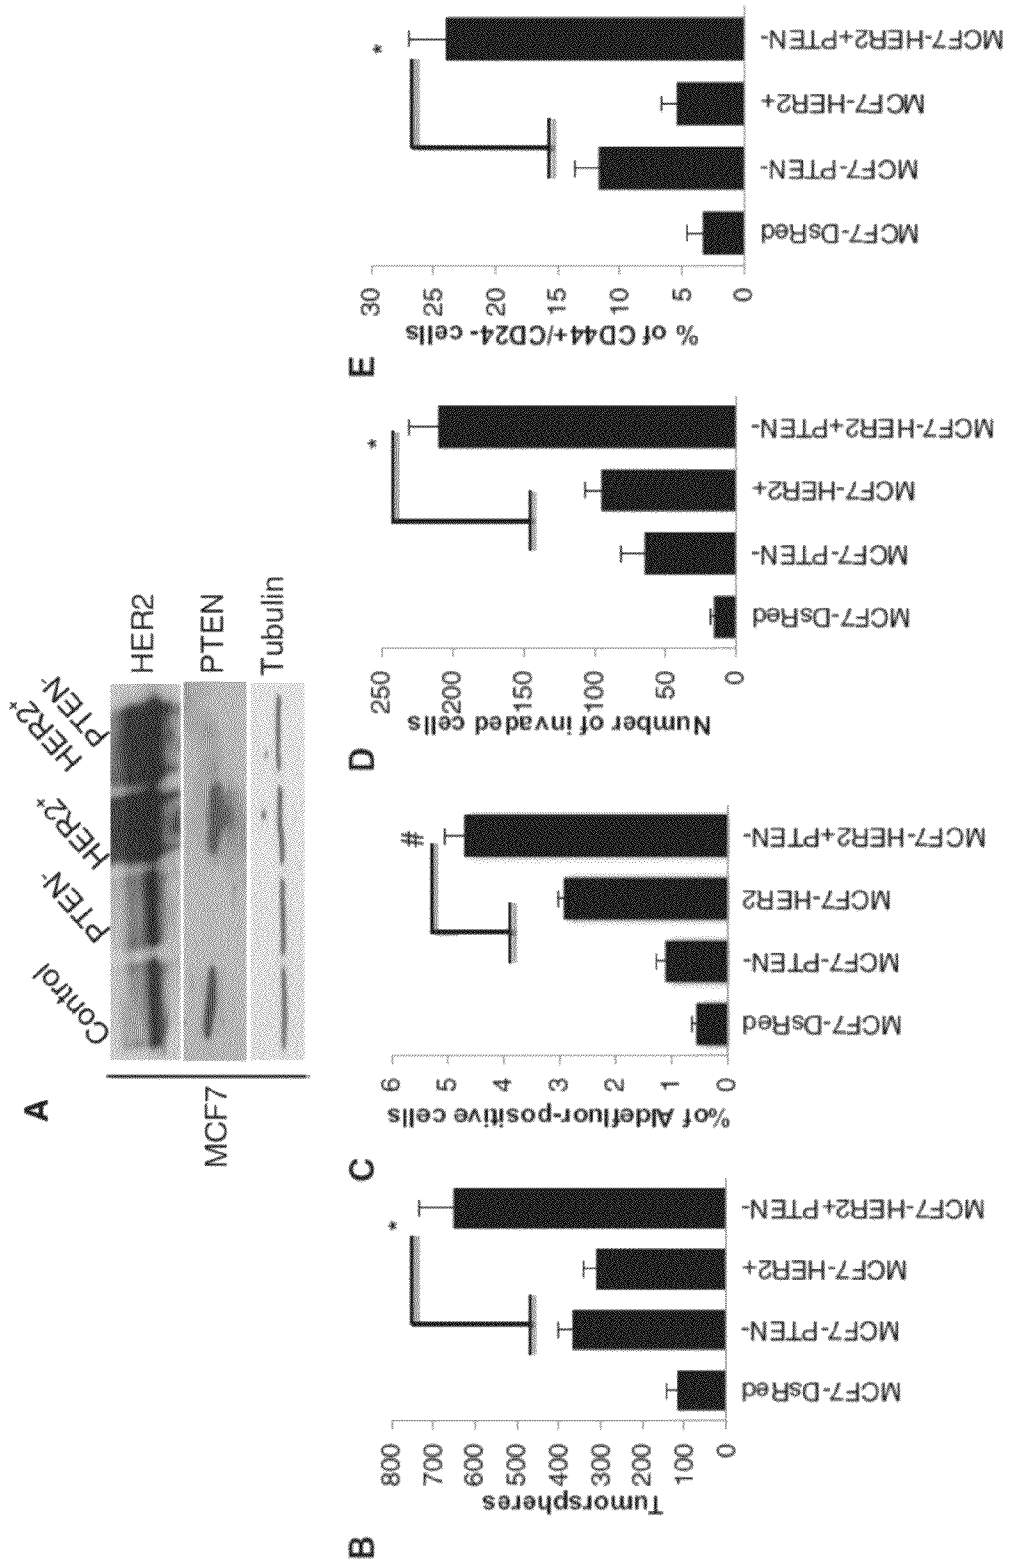 A
Control
PTEN-
HER2+
HER2+
PTEN-
MCF7
HER2
PTEN
Tubulin
B
Tumorspheres
800
700
600
500
400
300
200
100
0
MCF7-DsRed
MCF7-PTEN-
MCF7-HER2+
MCF7-HER2+PTEN-
*
C
%of Aldefluor-positive cells
6
5
4
3
2
1
0
MCF7-DsRed
MCF7-PTEN-
MCF7-HER2
MCF7-HER2+PTEN-
#
D
Number of invaded cells
250
200
150
100
50
0
MCF7-DsRed
MCF7-PTEN-
MCF7-HER2+
MCF7-HER2+PTEN-
*
E
% of CD44+/CD24- cells
30
25
20
15
10
5
0
MCF7-DsRed
MCF7-PTEN-
MCF7-HER2+
MCF7-HER2+PTEN-
*